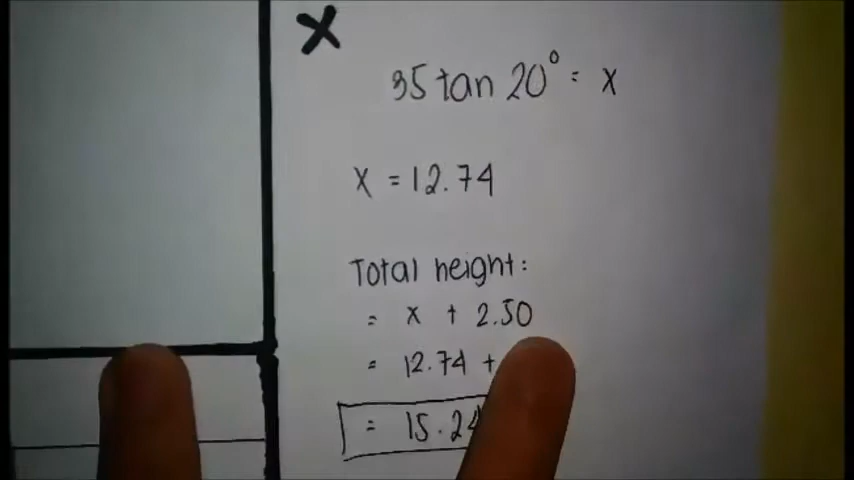 x
35 tan 20° = x
x = 12.74
Total height:
= x + 2.50
= 12.74 +
= 15.24